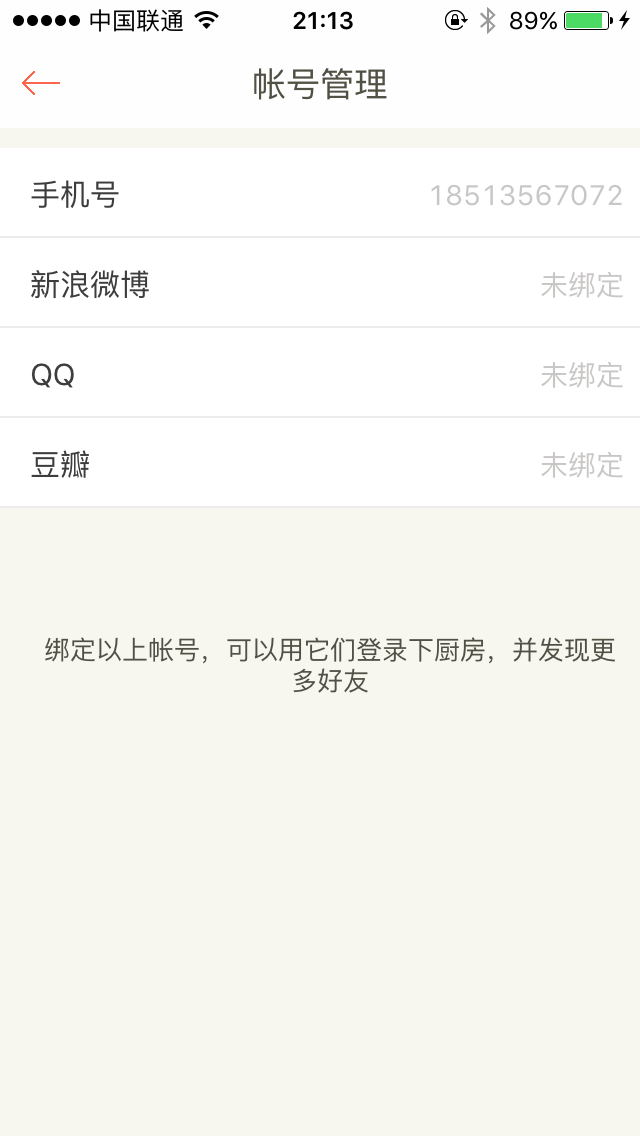 中国联通 21:13 89%
帐号管理
手机号 18513567072
新浪微博 未绑定
QQ 未绑定
豆瓣 未绑定
绑定以上帐号，可以用它们登录下厨房，并发现更
多好友